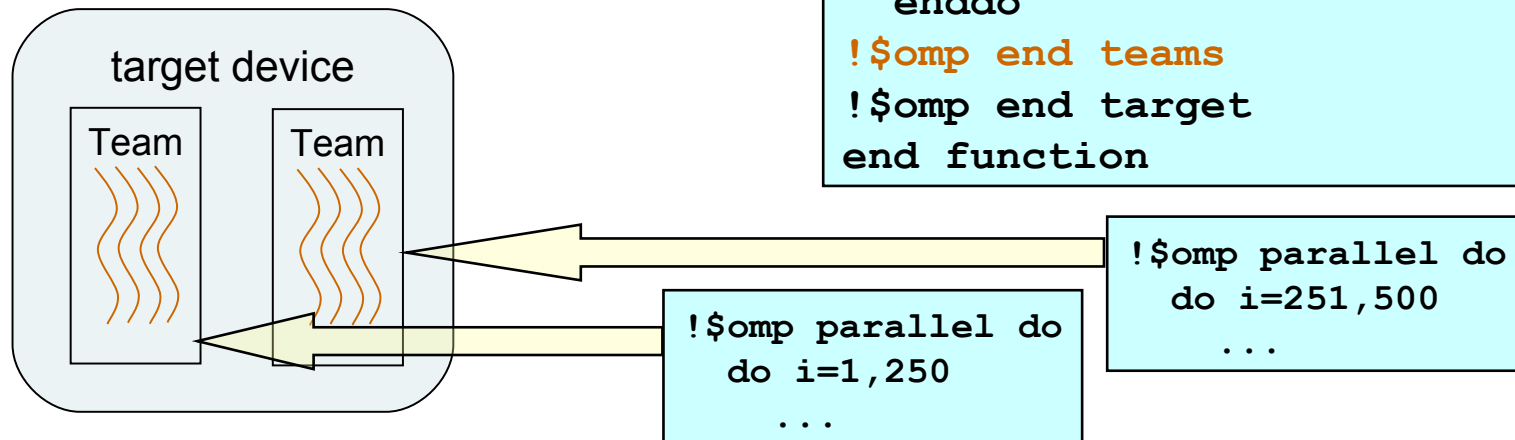 enddo
!$omp end teams
!$omp end target
end function
target device
Team
Team
!$omp parallel do
do i=251,500
...
!$omp parallel do
do i=1,250
...